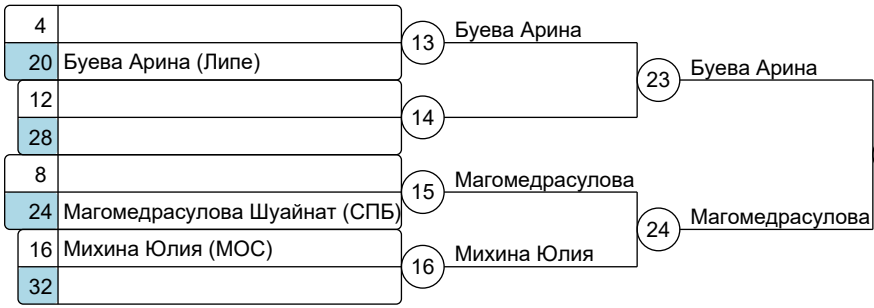 4
13
Буева Арина
20 Буева Арина (Липе)
23
Буева Арина
12
14
28
8
15
Магомедрасулова
24 Магомедрасулова Шуайнат (СПБ)
24
Магомедрасулова
16 Михина Юлия (МОС)
16
Михина Юлия
32